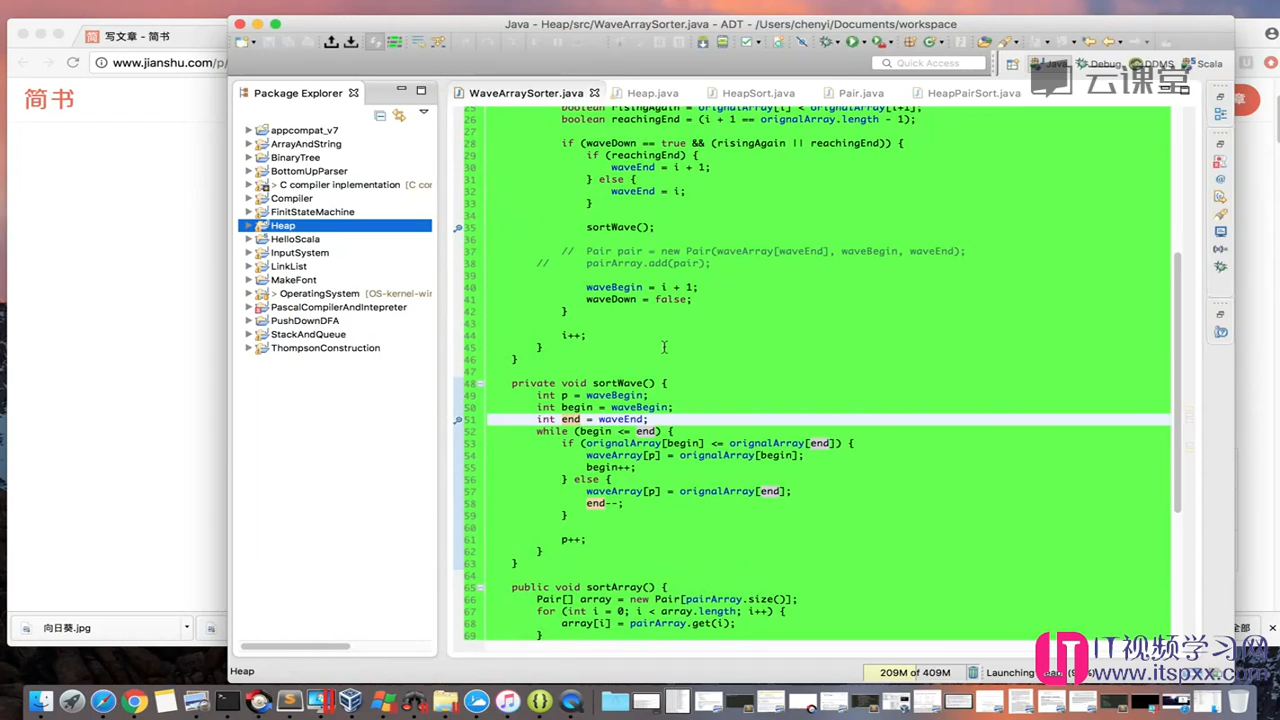 Java - Heap/src/WaveArraySorter.java - ADT - /Users/chenyi/Documents/workspace
写文章 - 简书
www.jianshu.com/p/
简书
Quick Access
Java
Debug
DDMS
Scala
云课堂
Package Explorer
WaveArraySorter.java
Heap.java
HeapSort.java
Pair.java
HeapPairSort.java
appcompat_v7
ArrayAndString
BinaryTree
BottomUpParser
> C compiler inplementation [C co
Compiler
FinitStateMachine
Heap
HelloScala
InputSystem
LinkList
MakeFont
> OperatingSystem [OS-kernel-wir
PascalCompilerAndIntepreter
PushDownDFA
StackAndQueue
ThompsonConstruction
25 boolean risingAgain = orignalArray[i] < orignalArray[i+1];
26 boolean reachingEnd = (i + 1 == orignalArray.length - 1);
27
28 if (waveDown == true && (risingAgain || reachingEnd)) {
29 if (reachingEnd) {
30 waveEnd = i + 1;
31 } else {
32 waveEnd = i;
33 }
34
35 sortWave();
36
37 // Pair pair = new Pair(waveArray[waveEnd], waveBegin, waveEnd);
38 // pairArray.add(pair);
39
40 waveBegin = i + 1;
41 waveDown = false;
42 }
43
44 i++;
45 }
46 }
47
48 private void sortWave() {
49 int p = waveBegin;
50 int begin = waveBegin;
51 int end = waveEnd;
52 while (begin <= end) {
53 if (orignalArray[begin] <= orignalArray[end]) {
54 waveArray[p] = orignalArray[begin];
55 begin++;
56 } else {
57 waveArray[p] = orignalArray[end];
58 end--;
59 }
60
61 p++;
62 }
63 }
65 public void sortArray() {
66 Pair[] array = new Pair[pairArray.size()];
67 for (int i = 0; i < array.length; i++) {
68 array[i] = pairArray.get(i);
69 }
向日葵.jpg
Heap
209M of 409M
IT视频学习网
www.itspxx.com